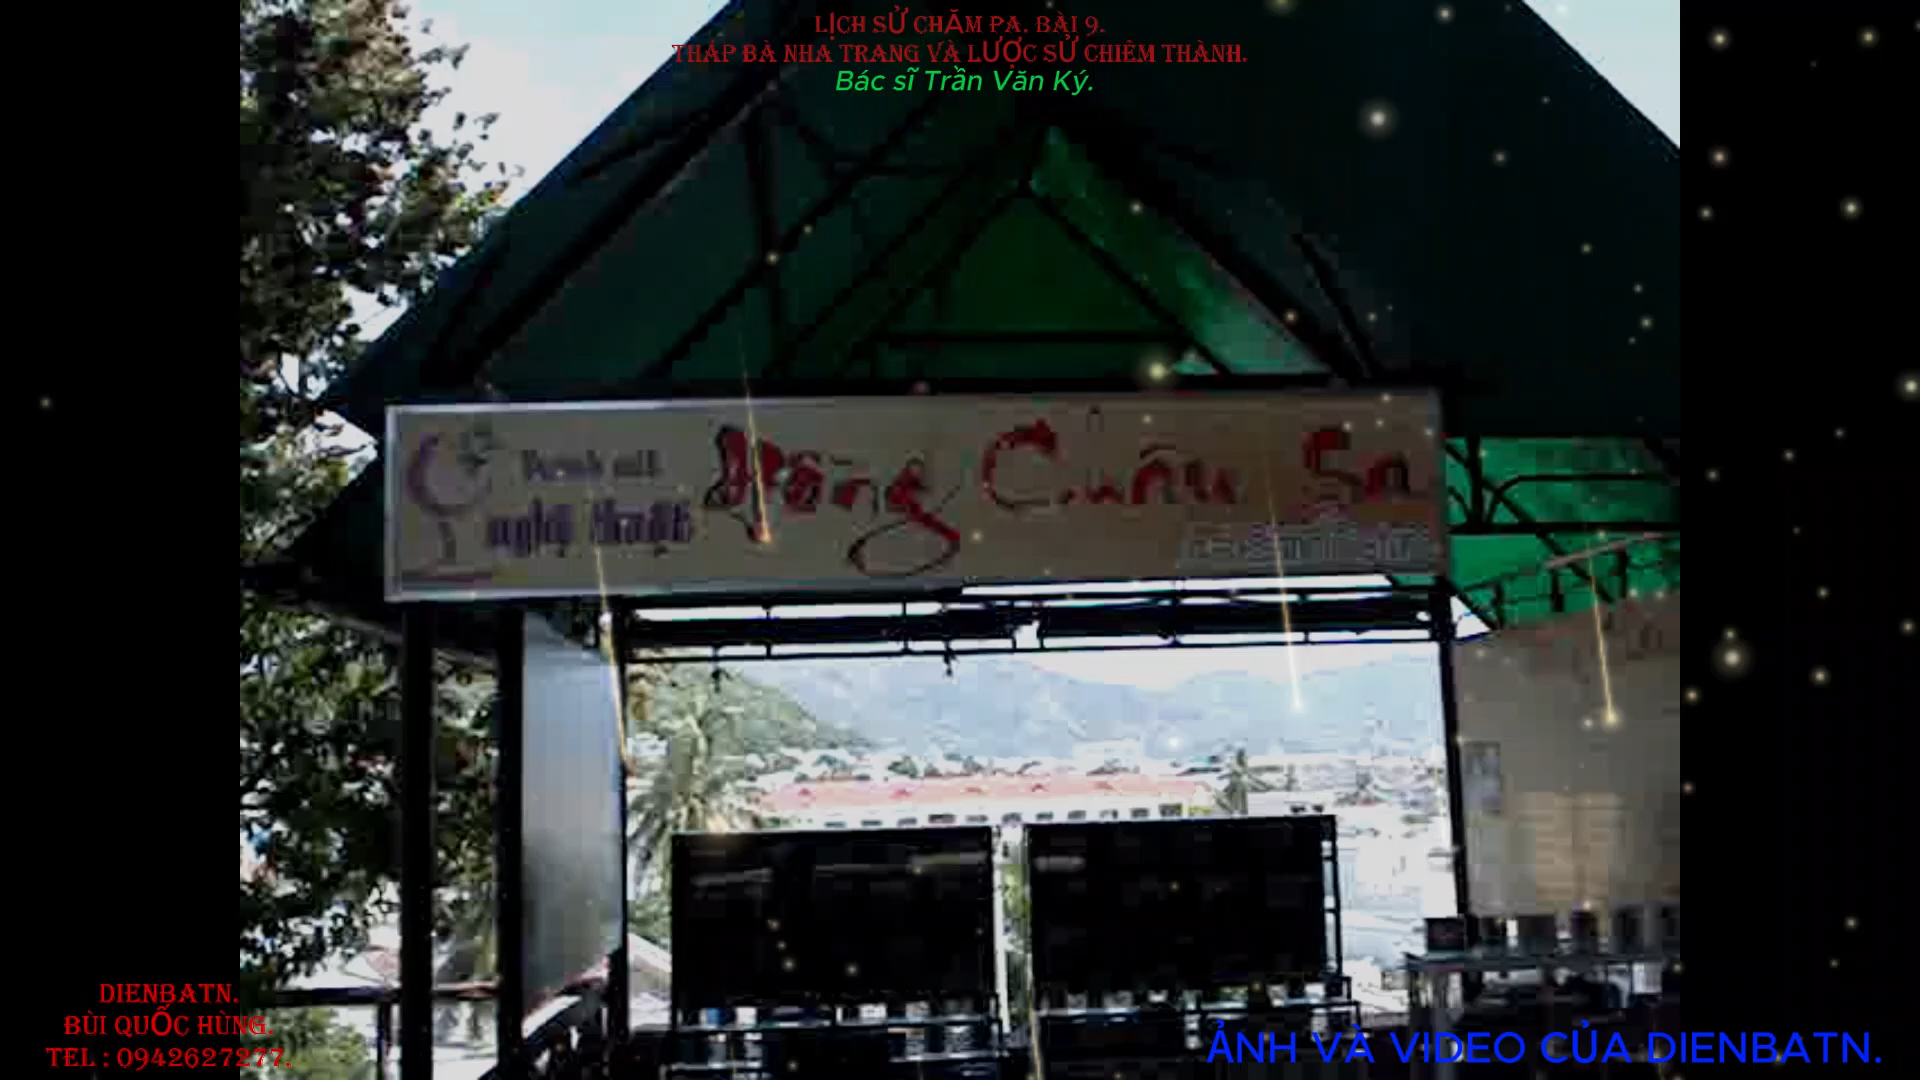 LỊCH SỬ CHĂM PA. BÀI 9.
THÁP BÀ NHA TRANG VÀ LƯỢC SỬ CHIÊM THÀNH.
Bác sĩ Trần Văn Ký.
nghệ thuật
Sa
DIENBATN.
BÙI QUỐC HÙNG.
TEL : 0942627277.
ẢNH VÀ VIDEO CỦA DIENBATN.